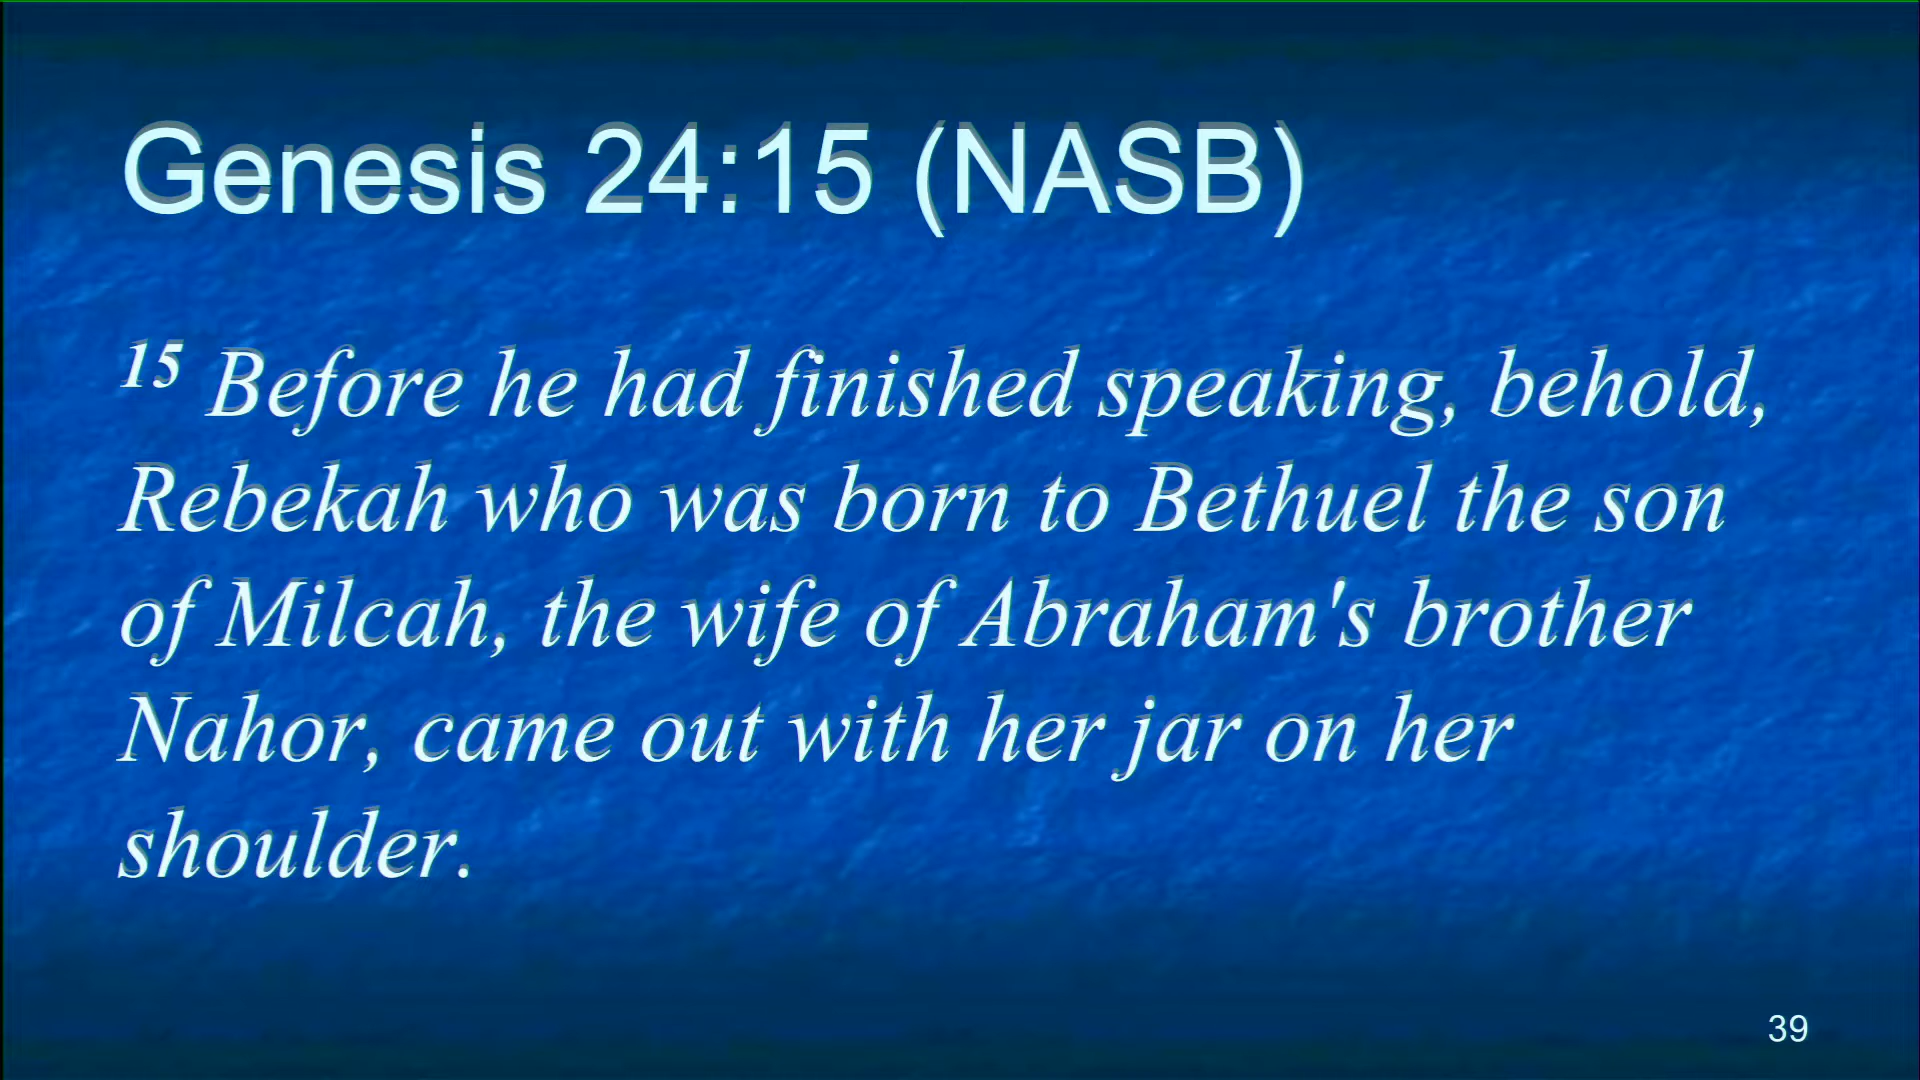 Genesis 24:15 (NASB)
15 Before he had finished speaking, behold,
Rebekah who was born to Bethuel the son
of Milcah, the wife of Abraham's brother
Nahor, came out with her jar on her
shoulder.
39